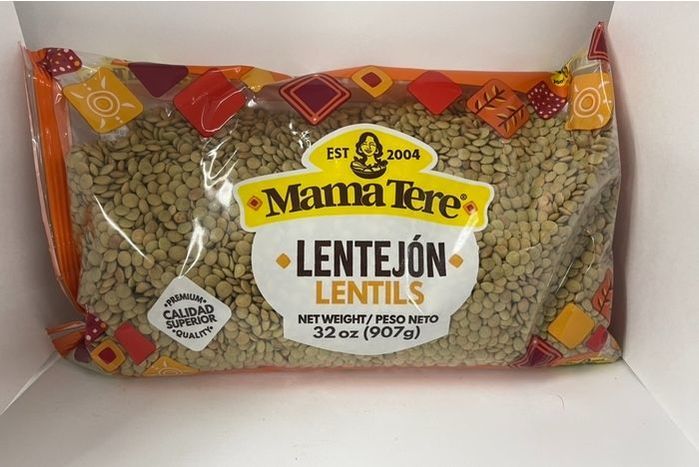 EST 2004
Mama Tere®
LENTEJÓN
LENTILS
NET WEIGHT/ PESO NETO
32 oz (907g)
PREMIUM
CALIDAD
SUPERIOR
QUALITY